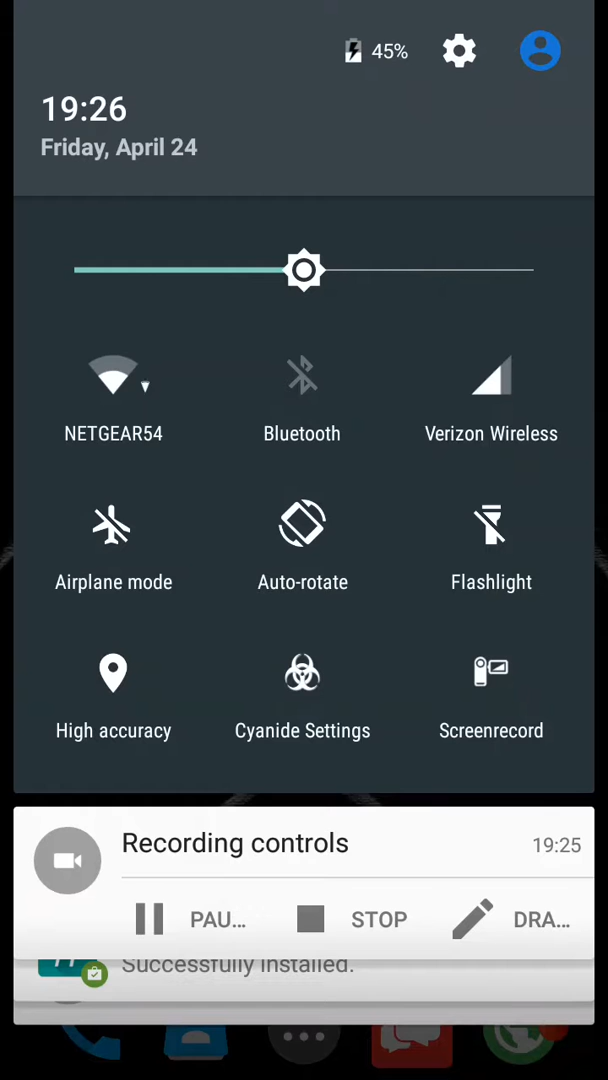 45%
19:26
Friday, April 24
NETGEAR54
Bluetooth
Verizon Wireless
Airplane mode
Auto-rotate
Flashlight
High accuracy
Cyanide Settings
Screenrecord
Recording controls
19:25
PAU...
STOP
DRA...
Successfully installed.